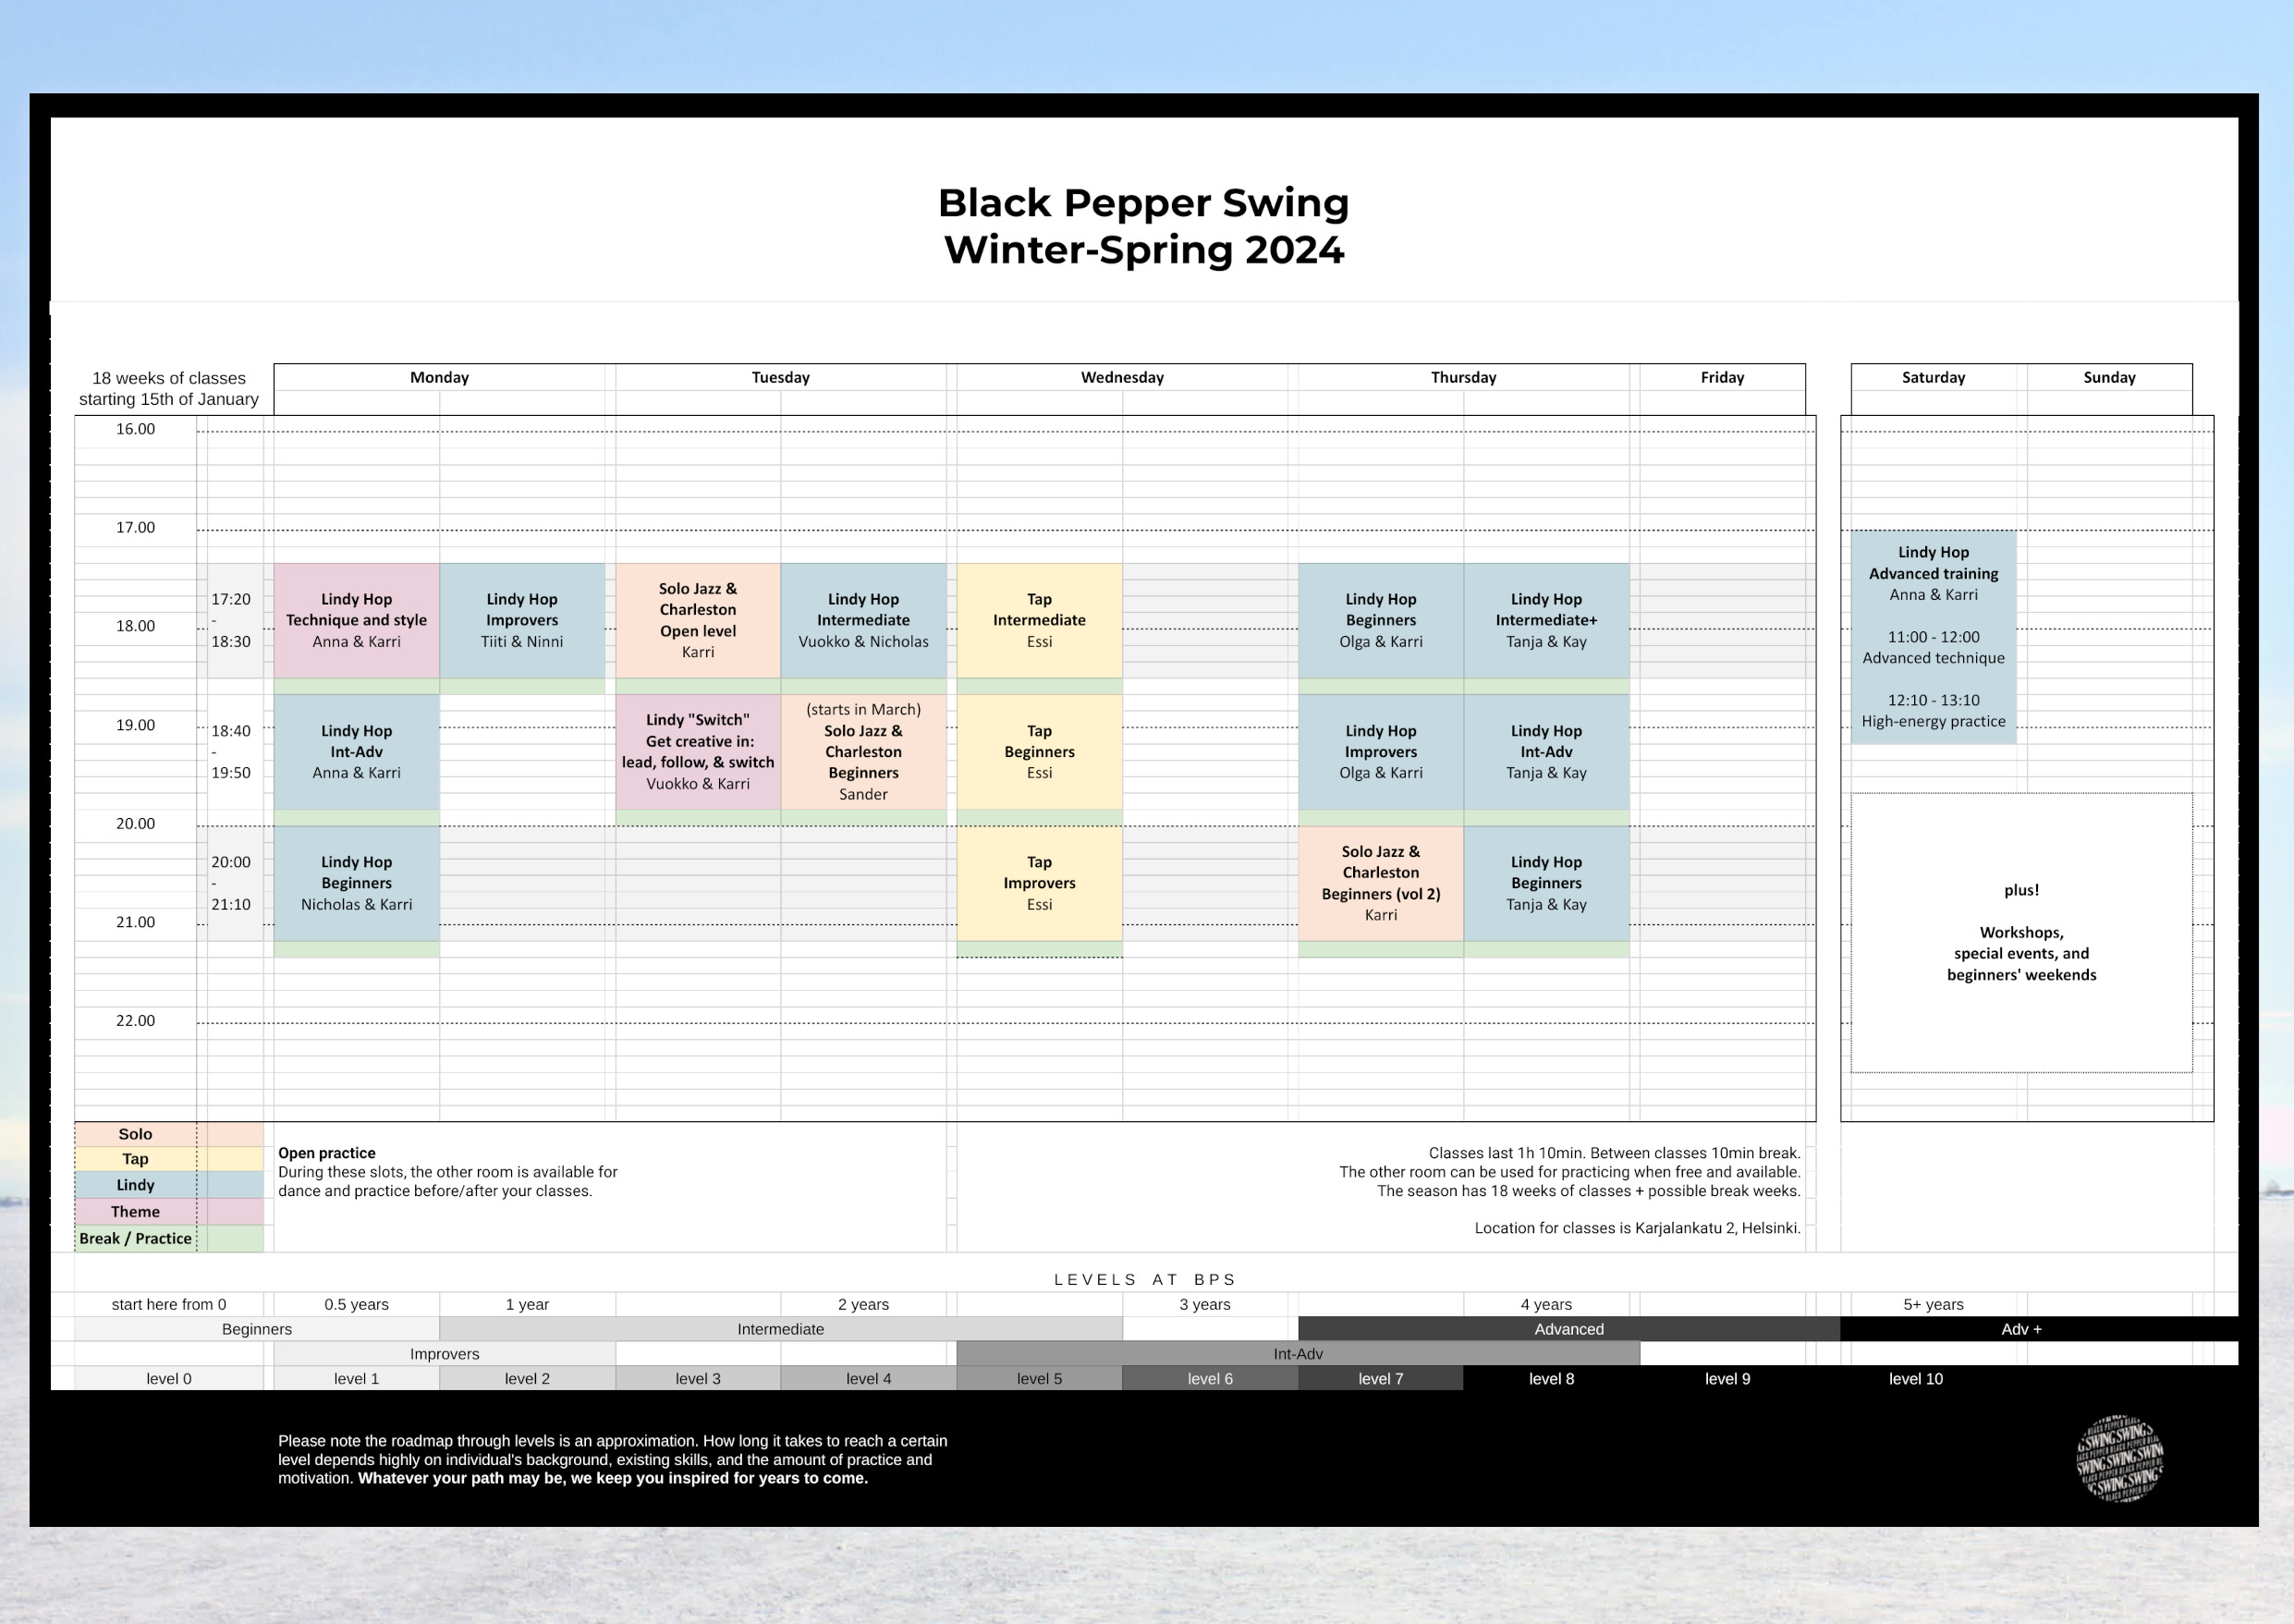 Black Pepper Swing
Winter-Spring 2024
18 weeks of classes
starting 15th of January
Monday
Tuesday
Wednesday
Thursday
Friday
Saturday
Sunday
16.00
17.00
18.00
19.00
20.00
21.00
22.00
17:20
-
18:30
Lindy Hop
Technique and style
Anna & Karri
Lindy Hop
Improvers
Tiiti & Ninni
Solo Jazz &
Charleston
Open level
Karri
Lindy Hop
Intermediate
Vuokko & Nicholas
Tap
Intermediate
Essi
Lindy Hop
Beginners
Olga & Karri
Lindy Hop
Intermediate+
Tanja & Kay
Lindy Hop
Advanced training
Anna & Karri
11:00 - 12:00
Advanced technique
12:10 - 13:10
High-energy practice
18:40
-
19:50
Lindy Hop
Int-Adv
Anna & Karri
Lindy "Switch"
Get creative in:
lead, follow, & switch
Vuokko & Karri
(starts in March)
Solo Jazz &
Charleston
Beginners
Sander
Tap
Beginners
Essi
Lindy Hop
Improvers
Olga & Karri
Lindy Hop
Int-Adv
Tanja & Kay
20:00
-
21:10
Lindy Hop
Beginners
Nicholas & Karri
Tap
Improvers
Essi
Solo Jazz &
Charleston
Beginners (vol 2)
Karri
Lindy Hop
Beginners
Tanja & Kay
plus!
Workshops,
special events, and
beginners' weekends
Solo
Tap
Lindy
Theme
Break / Practice
Open practice
During these slots, the other room is available for
dance and practice before/after your classes.
Classes last 1h 10min. Between classes 10min break.
The other room can be used for practicing when free and available.
The season has 18 weeks of classes + possible break weeks.
Location for classes is Karjalankatu 2, Helsinki.
LEVELS AT BPS
start here from 0
0.5 years
1 year
2 years
3 years
4 years
5+ years
Beginners
Intermediate
Advanced
Adv +
Improvers
Int-Adv
level 0
level 1
level 2
level 3
level 4
level 5
level 6
level 7
level 8
level 9
level 10
Please note the roadmap through levels is an approximation. How long it takes to reach a certain
level depends highly on individual's background, existing skills, and the amount of practice and
motivation. Whatever your path may be, we keep you inspired for years to come.